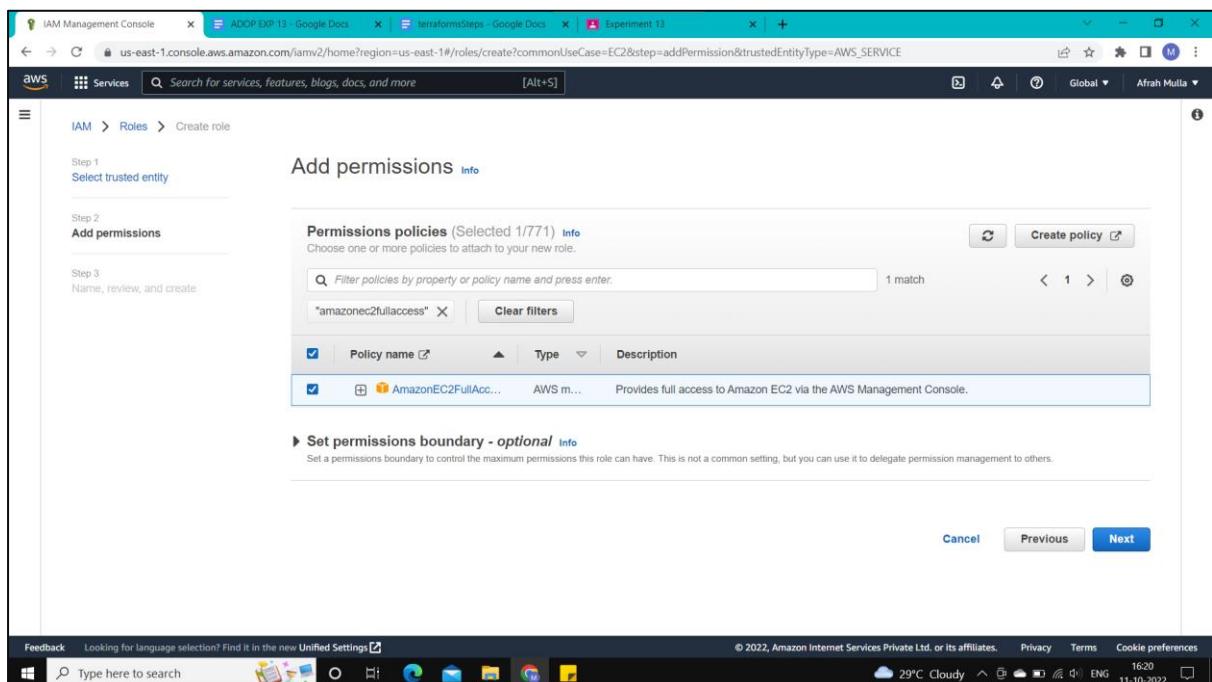 IAM Management Console
ADOP EXP 13 - Google Docs
terraformsSteps - Google Docs
Experiment 13
us-east-1.console.aws.amazon.com/iamv2/home?region=us-east-1#/roles/create?commonUseCase=EC2&step=addPermission&trustedEntityType=AWS_SERVICE
M
aws
Services
Search for services, features, blogs, docs, and more
[Alt+S]
Global
Afrah Mulla
IAM > Roles > Create role
Step 1
Select trusted entity
Step 2
Add permissions
Step 3
Name, review, and create
Add permissions Info
Permissions policies (Selected 1/771) Info
Choose one or more policies to attach to your new role.
Create policy
Filter policies by property or policy name and press enter.
1 match
< 1 >
"amazonec2fullaccess" X
Clear filters
Policy name
Type
Description
AmazonEC2FullAcc...
AWS m...
Provides full access to Amazon EC2 via the AWS Management Console.
Set permissions boundary - optional Info
Set a permissions boundary to control the maximum permissions this role can have. This is not a common setting, but you can use it to delegate permission management to others.
Cancel
Previous
Next
Feedback
Looking for language selection? Find it in the new Unified Settings
© 2022, Amazon Internet Services Private Ltd. or its affiliates.
Privacy
Terms
Cookie preferences
Type here to search
29°C Cloudy
ENG
16:20
11-10-2022